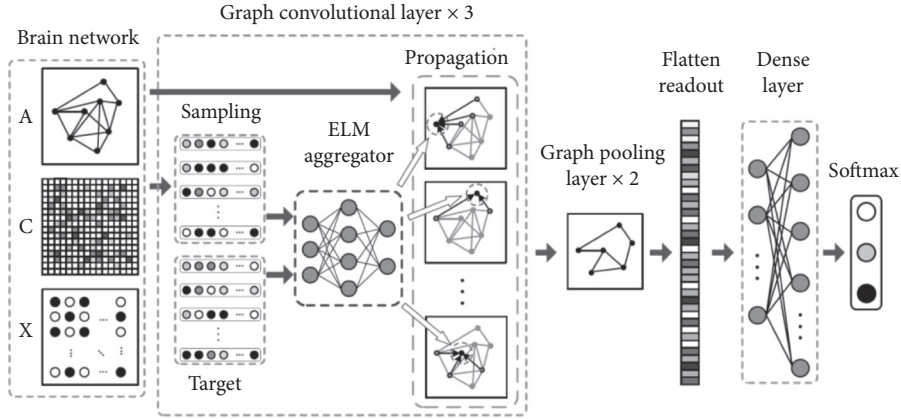 Graph convolutional layer × 3
Brain network
A
C
X
Sampling
Target
ELM
aggregator
Propagation
Graph pooling
layer × 2
Flatten
readout
Dense
layer
Softmax